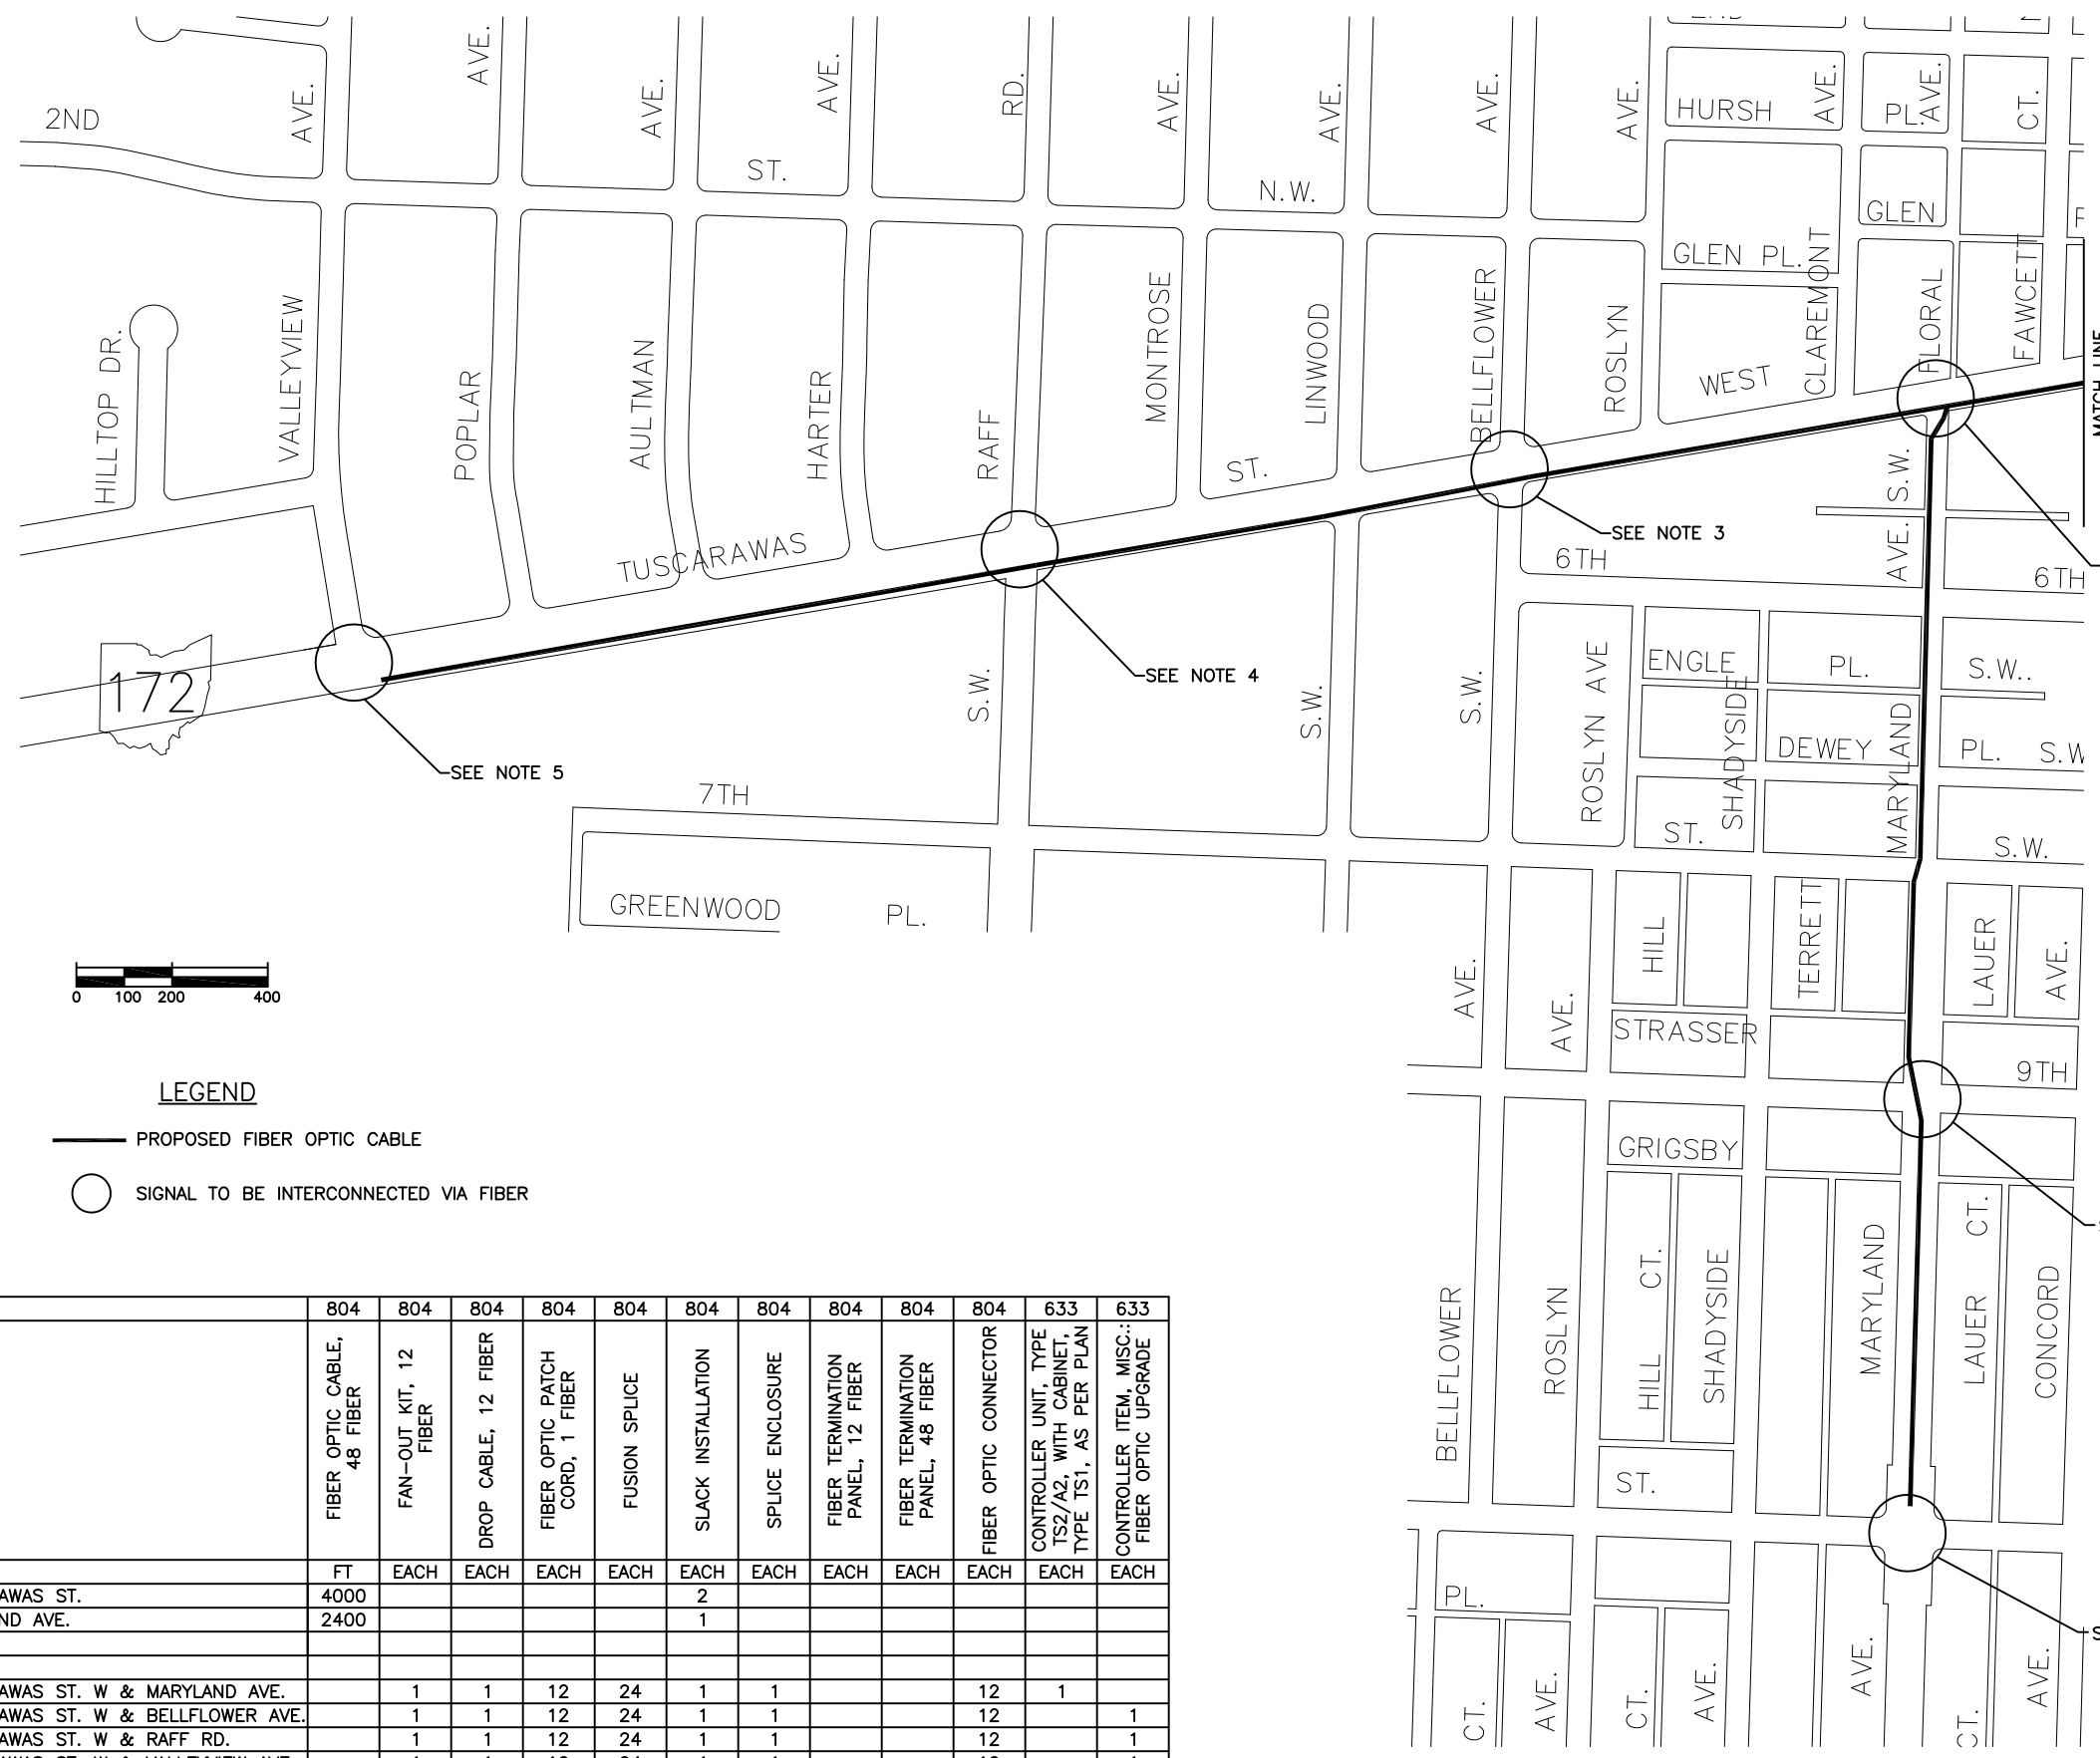 2ND
AVE.
AVE.
AVE.
AVE.
RD.
AVE.
AVE.
AVE.
AVE.
HURSH
AVE.
PL.
AVE.
CT.
ST.
N.W.
GLEN
GLEN PL.
HILLTOP DR.
VALLEYVIEW
POPLAR
AULTMAN
HARTER
RAFF
MONTROSE
LINWOOD
BELLFLOWER
ROSLYN
WEST
CLAREMONT
FLORAL
FAWCETT
MATCH LINE
ST.
TUSCARAWAS
SEE NOTE 3
6TH
AVE. S.W.
6TH
172
SEE NOTE 4
SEE NOTE 5
S.W.
S.W.
S.W.
ROSLYN AVE
ENGLE
PL.
S.W..
SHADYSIDE
DEWEY
MARYLAND
PL.
S.W
7TH
ST.
S.W.
GREENWOOD
PL.
AVE.
AVE.
HILL
TERRETT
LAUER
AVE.
STRASSER
9TH
0 100 200 400
LEGEND
PROPOSED FIBER OPTIC CABLE
SIGNAL TO BE INTERCONNECTED VIA FIBER
GRIGSBY
BELLFLOWER
ROSLYN
HILL CT.
SHADYSIDE
MARYLAND
LAUER CT.
CONCORD
ST.
PL.
CT.
AVE.
CT.
AVE.
AVE.
CT.
AVE.
804 804 804 804 804 804 804 804 804 804 633 633
FIBER OPTIC CABLE,
48 FIBER
FAN-OUT KIT, 12
FIBER
DROP CABLE, 12 FIBER
FIBER OPTIC PATCH
CORD, 1 FIBER
FUSION SPLICE
SLACK INSTALLATION
SPLICE ENCLOSURE
FIBER TERMINATION
PANEL, 12 FIBER
FIBER TERMINATION
PANEL, 48 FIBER
FIBER OPTIC CONNECTOR
CONTROLLER UNIT, TYPE
TS2/A2, WITH CABINET,
TYPE TS1, AS PER PLAN
CONTROLLER ITEM, MISC.:
FIBER OPTIC UPGRADE
FT EACH EACH EACH EACH EACH EACH EACH EACH EACH EACH EACH
AWAS ST. 4000 2
ND AVE. 2400 1
AWAS ST. W & MARYLAND AVE. 1 1 12 24 1 1 12 1
AWAS ST. W & BELLFLOWER AVE. 1 1 12 24 1 1 12 1
AWAS ST. W & RAFF RD. 1 1 12 24 1 1 12 1